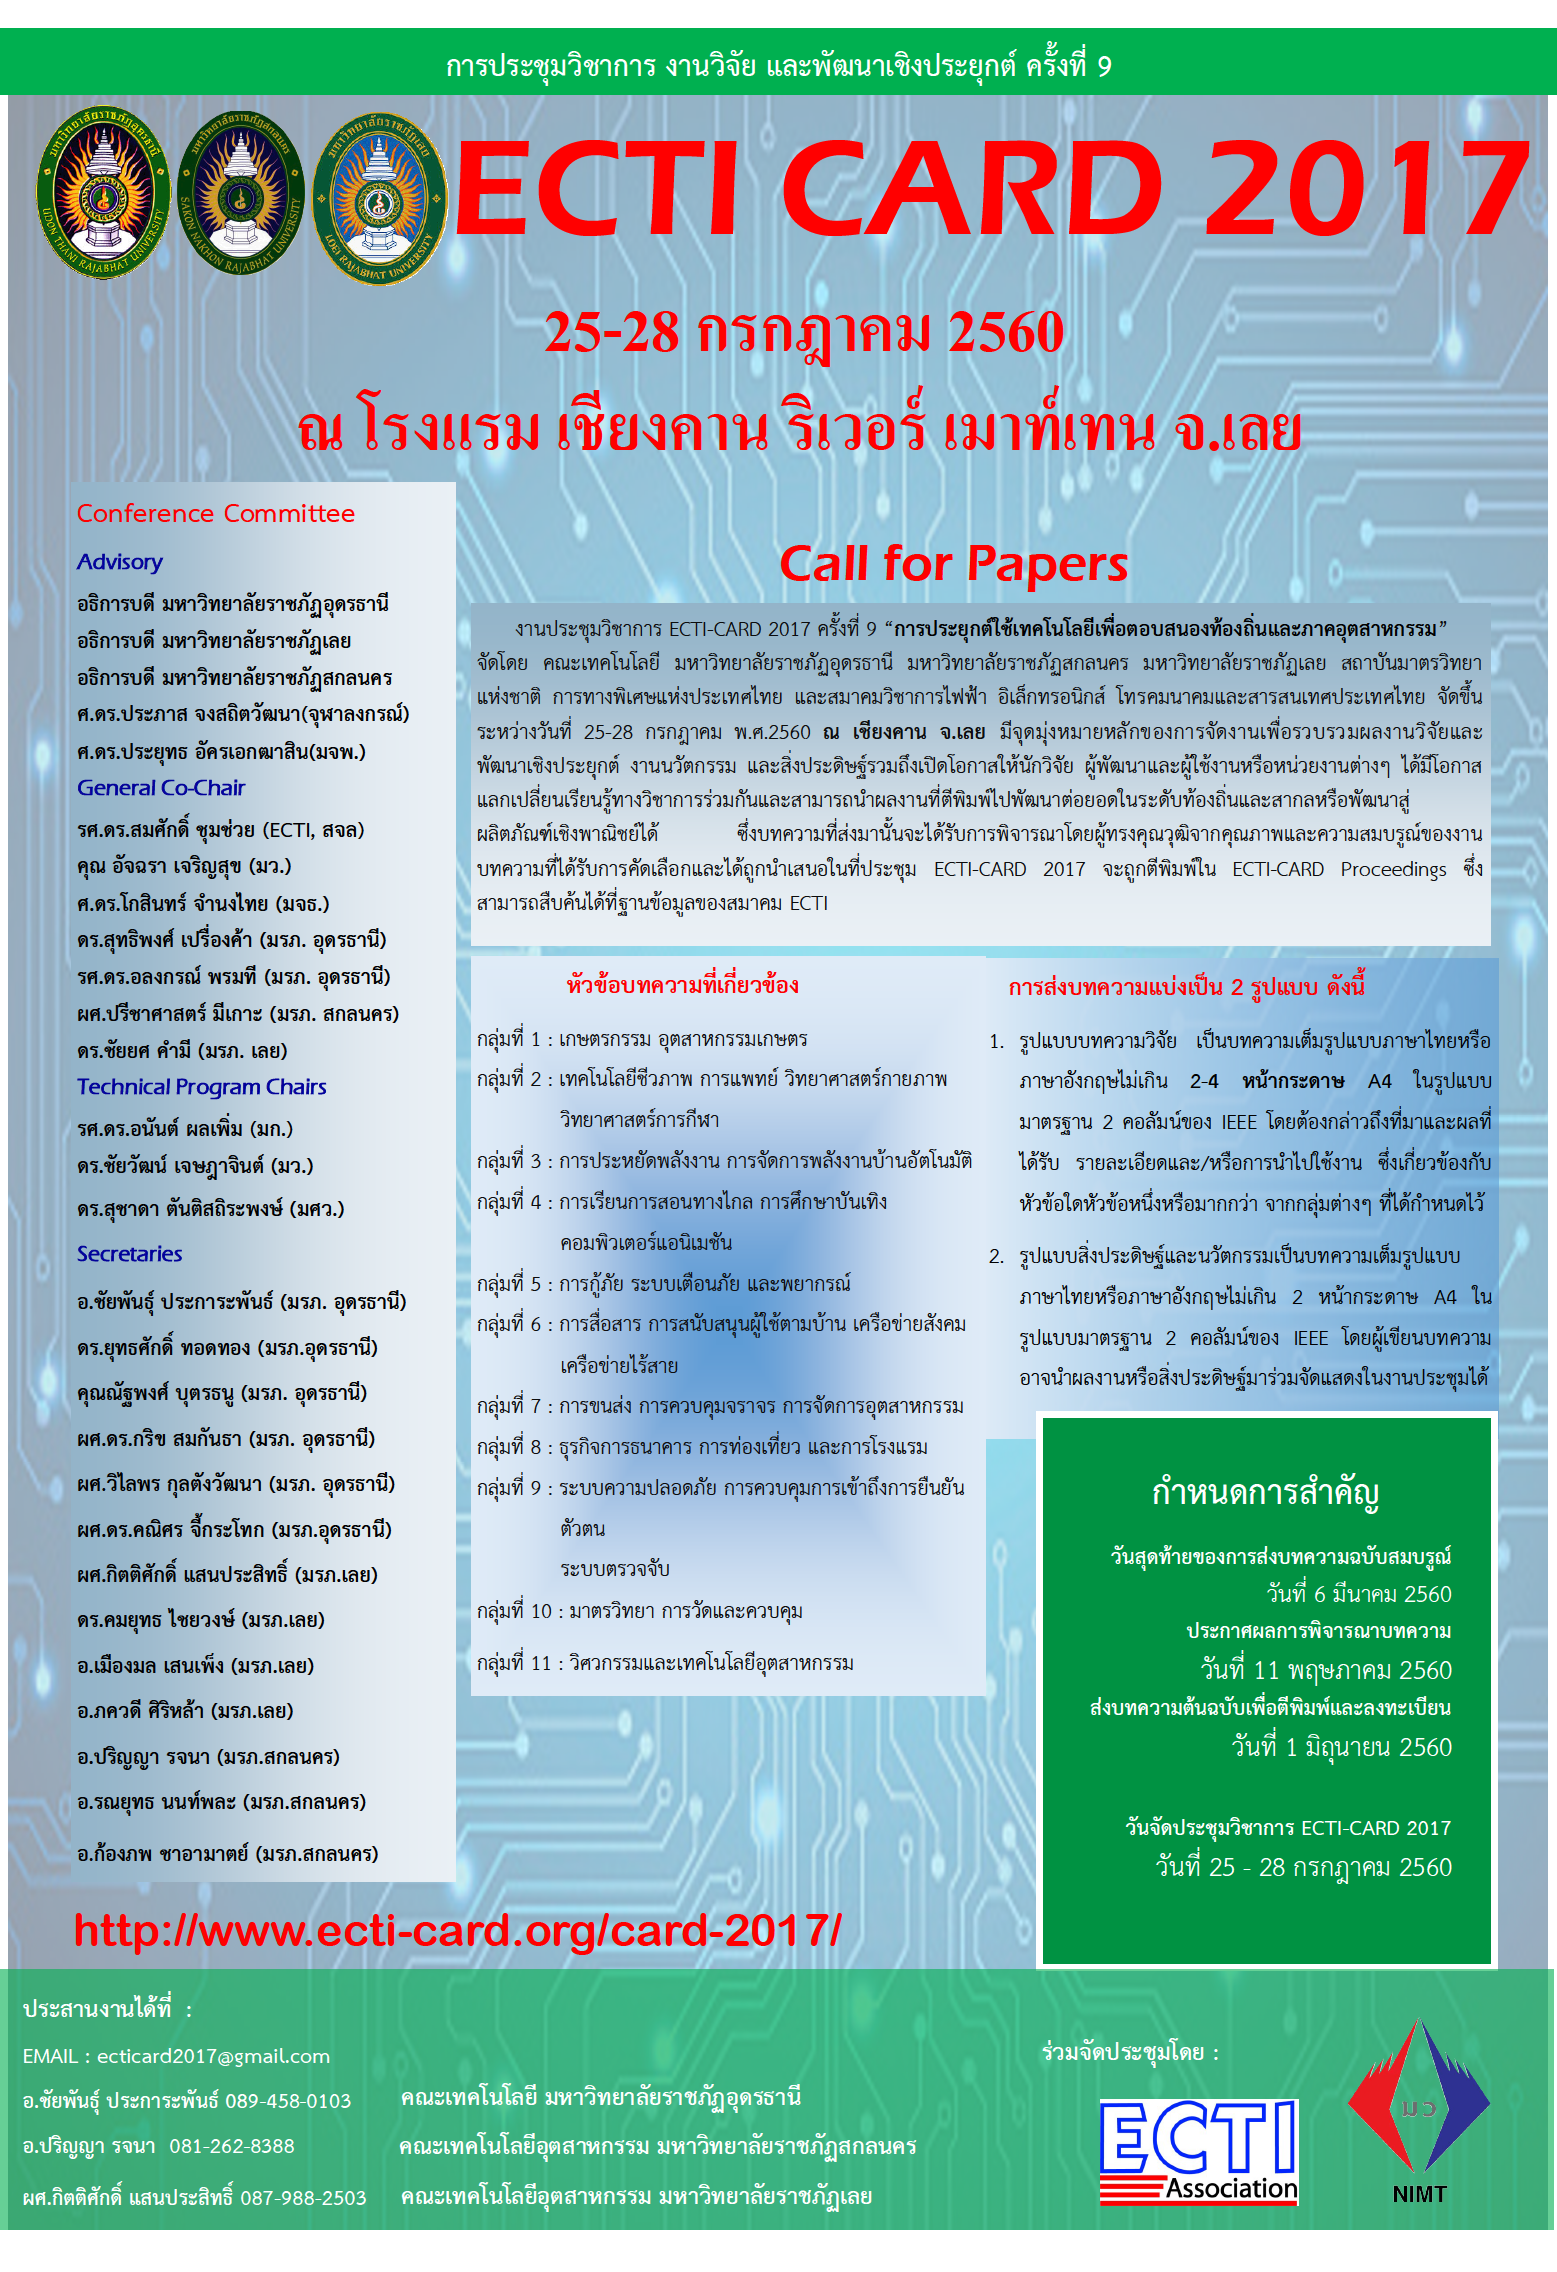 การประชุมวิชาการ งานวิจัย และพัฒนาเชิงประยุกต์ ครั้งที่ 9
มหาวิทยาลัยราชภัฏอุดรธานี
UDON THANI RAJABHAT UNIVERSITY
มหาวิทยาลัยราชภัฏสกลนคร
SAKON NAKHON RAJABHAT UNIVERSITY
มหาวิทยาลัยราชภัฏเลย
LOEI RAJABHAT UNIVERSITY
ECTI CARD 2017
25-28 กรกฎาคม 2560
ณ โรงแรม เชียงคาน ริเวอร์ เมาท์เทน จ.เลย
Conference Committee
Advisory
อธิการบดี มหาวิทยาลัยราชภัฏอุดรธานี
อธิการบดี มหาวิทยาลัยราชภัฏเลย
อธิการบดี มหาวิทยาลัยราชภัฏสกลนคร
ศ.ดร.ประภาส จงสถิตวัฒนา(จุฬาลงกรณ์)
ศ.ดร.ประยุทธ อัครเอกฒาสิน(มจพ.)
General Co-Chair
รศ.ดร.สมศักดิ์ ชุมช่วย (ECTI, สจล)
คุณ อัจฉรา เจริญสุข (มว.)
ศ.ดร.โกสินทร์ จำนงไทย (มจธ.)
ดร.สุทธิพงศ์ เปรื่องค้า (มรภ. อุดรธานี)
รศ.ดร.อลงกรณ์ พรมที (มรภ. อุดรธานี)
ผศ.ปรีชาศาสตร์ มีเกาะ (มรภ. สกลนคร)
ดร.ชัยยศ คำมี (มรภ. เลย)
Technical Program Chairs
รศ.ดร.อนันต์ ผลเพิ่ม (มก.)
ดร.ชัยวัฒน์ เจษฎาจินต์ (มว.)
ดร.สุชาดา ตันติสถิระพงษ์ (มศว.)
Secretaries
อ.ชัยพันธุ์ ประการะพันธ์ (มรภ. อุดรธานี)
ดร.ยุทธศักดิ์ ทอดทอง (มรภ.อุดรธานี)
คุณณัฐพงศ์ บุตรธนู (มรภ. อุดรธานี)
ผศ.ดร.กริช สมกันธา (มรภ. อุดรธานี)
ผศ.วิไลพร กุลตังวัฒนา (มรภ. อุดรธานี)
ผศ.ดร.คณิศร จี้กระโทก (มรภ.อุดรธานี)
ผศ.กิตติศักดิ์ แสนประสิทธิ์ (มรภ.เลย)
ดร.คมยุทธ ไชยวงษ์ (มรภ.เลย)
อ.เมืองมล เสนเพ็ง (มรภ.เลย)
อ.ภควดี ศิริหล้า (มรภ.เลย)
อ.ปริญญา รจนา (มรภ.สกลนคร)
อ.รณยุทธ นนท์พละ (มรภ.สกลนคร)
อ.ก้องภพ ชาอามาตย์ (มรภ.สกลนคร)
Call for Papers
งานประชุมวิชาการ ECTI-CARD 2017 ครั้งที่ 9 “การประยุกต์ใช้เทคโนโลยีเพื่อตอบสนองท้องถิ่นและภาคอุตสาหกรรม”
จัดโดย คณะเทคโนโลยี มหาวิทยาลัยราชภัฏอุดรธานี มหาวิทยาลัยราชภัฏสกลนคร มหาวิทยาลัยราชภัฏเลย สถาบันมาตรวิทยา
แห่งชาติ การทางพิเศษแห่งประเทศไทย และสมาคมวิชาการไฟฟ้า อิเล็กทรอนิกส์ โทรคมนาคมและสารสนเทศประเทศไทย จัดขึ้น
ระหว่างวันที่ 25-28 กรกฎาคม พ.ศ.2560 ณ เชียงคาน จ.เลย มีจุดมุ่งหมายหลักของการจัดงานเพื่อรวบรวมผลงานวิจัยและ
พัฒนาเชิงประยุกต์ งานนวัตกรรม และสิ่งประดิษฐ์รวมถึงเปิดโอกาสให้นักวิจัย ผู้พัฒนาและผู้ใช้งานหรือหน่วยงานต่างๆ ได้มีโอกาส
แลกเปลี่ยนเรียนรู้ทางวิชาการร่วมกันและสามารถนำผลงานที่ตีพิมพ์ไปพัฒนาต่อยอดในระดับท้องถิ่นและสากลหรือพัฒนาสู่
ผลิตภัณฑ์เชิงพาณิชย์ได้ ซึ่งบทความที่ส่งมานั้นจะได้รับการพิจารณาโดยผู้ทรงคุณวุฒิจากคุณภาพและความสมบรูณ์ของงาน
บทความที่ได้รับการคัดเลือกและได้ถูกนำเสนอในที่ประชุม ECTI-CARD 2017 จะถูกตีพิมพ์ใน ECTI-CARD Proceedings ซึ่ง
สามารถสืบค้นได้ที่ฐานข้อมูลของสมาคม ECTI
หัวข้อบทความที่เกี่ยวข้อง
กลุ่มที่ 1 : เกษตรกรรม อุตสาหกรรมเกษตร
กลุ่มที่ 2 : เทคโนโลยีชีวภาพ การแพทย์ วิทยาศาสตร์กายภาพ
วิทยาศาสตร์การกีฬา
กลุ่มที่ 3 : การประหยัดพลังงาน การจัดการพลังงานบ้านอัตโนมัติ
กลุ่มที่ 4 : การเรียนการสอนทางไกล การศึกษาบันเทิง
คอมพิวเตอร์แอนิเมชัน
กลุ่มที่ 5 : การกู้ภัย ระบบเตือนภัย และพยากรณ์
กลุ่มที่ 6 : การสื่อสาร การสนับสนุนผู้ใช้ตามบ้าน เครือข่ายสังคม
เครือข่ายไร้สาย
กลุ่มที่ 7 : การขนส่ง การควบคุมจราจร การจัดการอุตสาหกรรม
กลุ่มที่ 8 : ธุรกิจการธนาคาร การท่องเที่ยว และการโรงแรม
กลุ่มที่ 9 : ระบบความปลอดภัย การควบคุมการเข้าถึงการยืนยัน
ตัวตน
ระบบตรวจจับ
กลุ่มที่ 10 : มาตรวิทยา การวัดและควบคุม
กลุ่มที่ 11 : วิศวกรรมและเทคโนโลยีอุตสาหกรรม
การส่งบทความแบ่งเป็น 2 รูปแบบ ดังนี้
1. รูปแบบบทความวิจัย เป็นบทความเต็มรูปแบบภาษาไทยหรือ
ภาษาอังกฤษไม่เกิน 2-4 หน้ากระดาษ A4 ในรูปแบบ
มาตรฐาน 2 คอลัมน์ของ IEEE โดยต้องกล่าวถึงที่มาและผลที่
ได้รับ รายละเอียดและ/หรือการนำไปใช้งาน ซึ่งเกี่ยวข้องกับ
หัวข้อใดหัวข้อหนึ่งหรือมากกว่า จากกลุ่มต่างๆ ที่ได้กำหนดไว้
2. รูปแบบสิ่งประดิษฐ์และนวัตกรรมเป็นบทความเต็มรูปแบบ
ภาษาไทยหรือภาษาอังกฤษไม่เกิน 2 หน้ากระดาษ A4 ใน
รูปแบบมาตรฐาน 2 คอลัมน์ของ IEEE โดยผู้เขียนบทความ
อาจนำผลงานหรือสิ่งประดิษฐ์มาร่วมจัดแสดงในงานประชุมได้
กำหนดการสำคัญ
วันสุดท้ายของการส่งบทความฉบับสมบรูณ์
วันที่ 6 มีนาคม 2560
ประกาศผลการพิจารณาบทความ
วันที่ 11 พฤษภาคม 2560
ส่งบทความต้นฉบับเพื่อตีพิมพ์และลงทะเบียน
วันที่ 1 มิถุนายน 2560
วันจัดประชุมวิชาการ ECTI-CARD 2017
วันที่ 25 - 28 กรกฎาคม 2560
http://www.ecti-card.org/card-2017/
ประสานงานได้ที่ :
EMAIL : ecticard2017@gmail.com
อ.ชัยพันธุ์ ประการะพันธ์ 089-458-0103 คณะเทคโนโลยี มหาวิทยาลัยราชภัฏอุดรธานี
อ.ปริญญา รจนา 081-262-8388 คณะเทคโนโลยีอุตสาหกรรม มหาวิทยาลัยราชภัฏสกลนคร
ผศ.กิตติศักดิ์ แสนประสิทธิ์ 087-988-2503 คณะเทคโนโลยีอุตสาหกรรม มหาวิทยาลัยราชภัฏเลย
ร่วมจัดประชุมโดย :
ECTI
Association
มว
NIMT